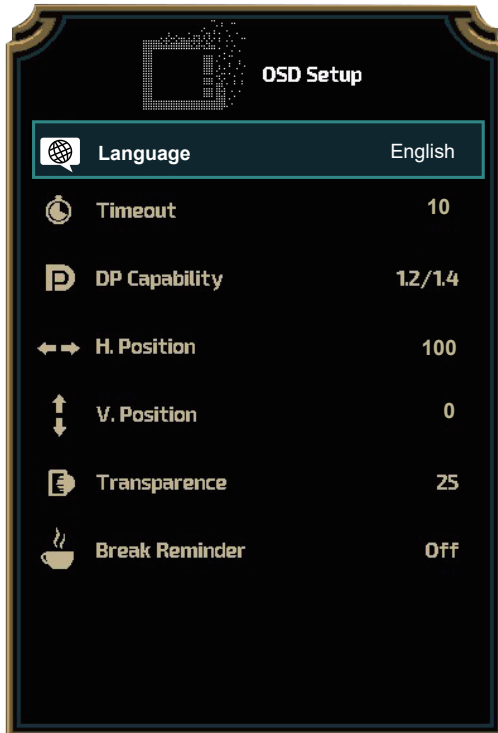 OSD Setup
Language English
Timeout 10
DP Capability 1.2/1.4
H. Position 100
V. Position 0
Transparence 25
Break Reminder Off